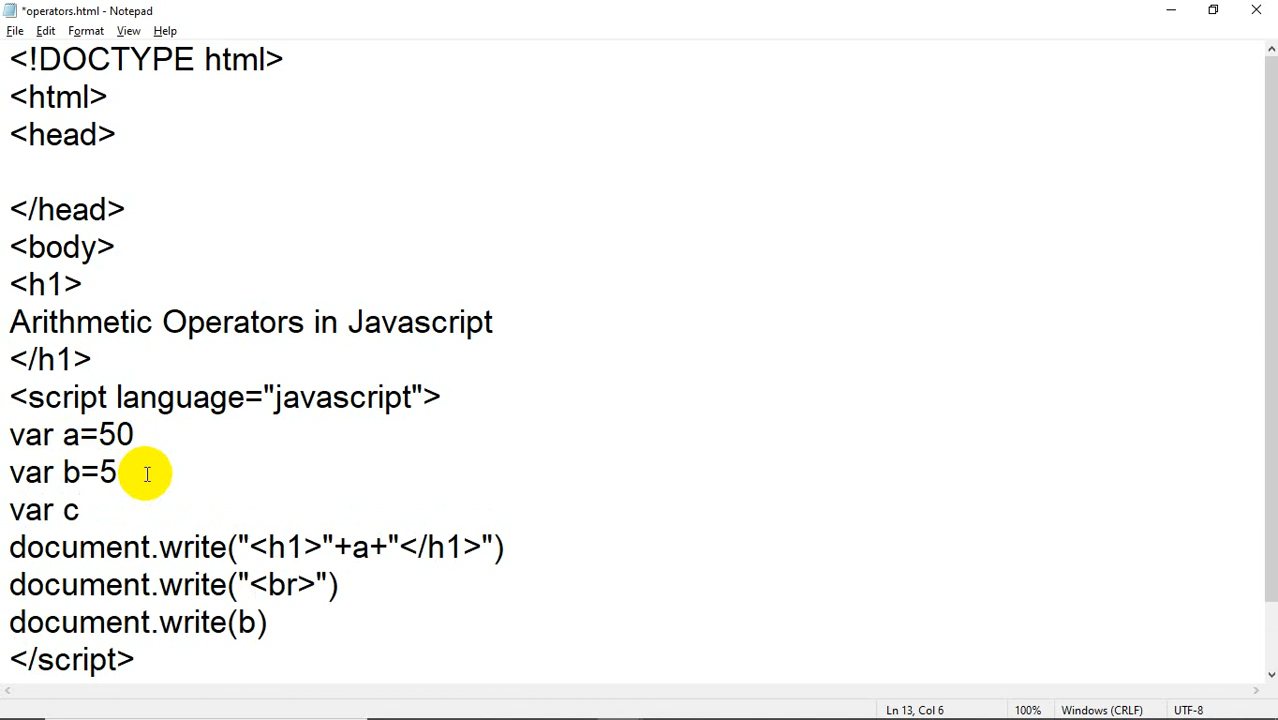 *operators.html - Notepad
File Edit Format View Help
<!DOCTYPE html>
<html>
<head>
</head>
<body>
<h1>
Arithmetic Operators in Javascript
</h1>
<script language="javascript">
var a=50
var b=5
var c
document.write("<h1>"+a+"</h1>")
document.write("<br>")
document.write(b)
</script>
Ln 13, Col 6 100% Windows (CRLF) UTF-8